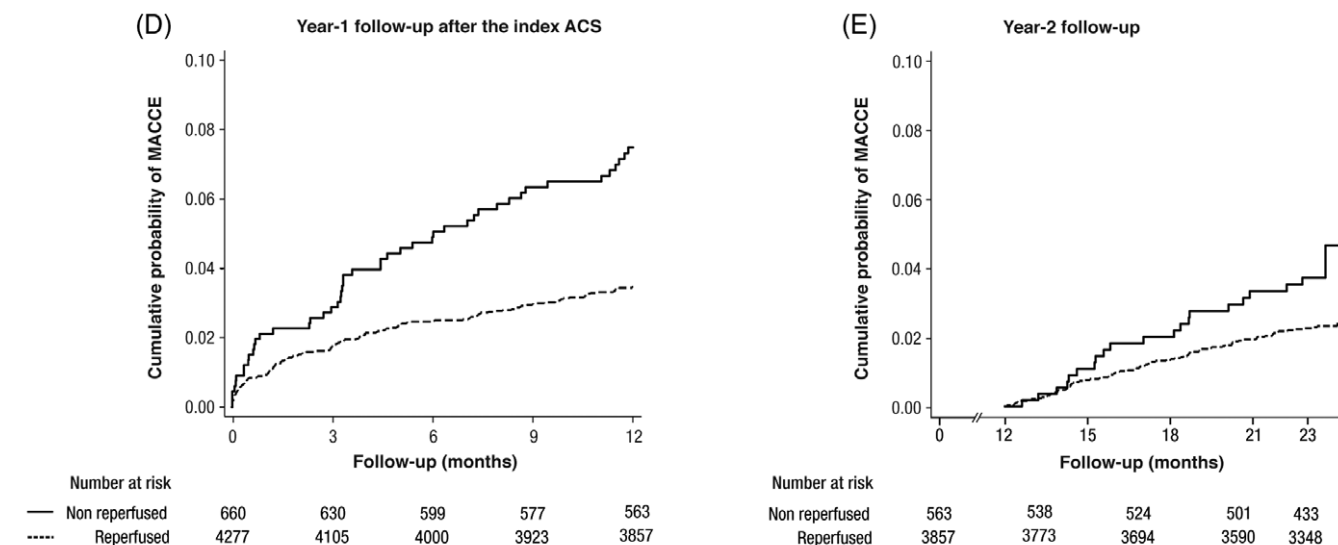 (D)
Year-1 follow-up after the index ACS
Cumulative probability of MACCE
0.10
0.08
0.06
0.04
0.02
0.00
0 3 6 9 12
Follow-up (months)
Number at risk
Non reperfused 660 630 599 577 563
Reperfused 4277 4105 4000 3923 3857
(E)
Year-2 follow-up
Cumulative probability of MACCE
0.10
0.08
0.06
0.04
0.02
0.00
0 12 15 18 21 23
Follow-up (months)
Number at risk
Non reperfused 563 538 524 501 433
Reperfused 3857 3773 3694 3590 3348